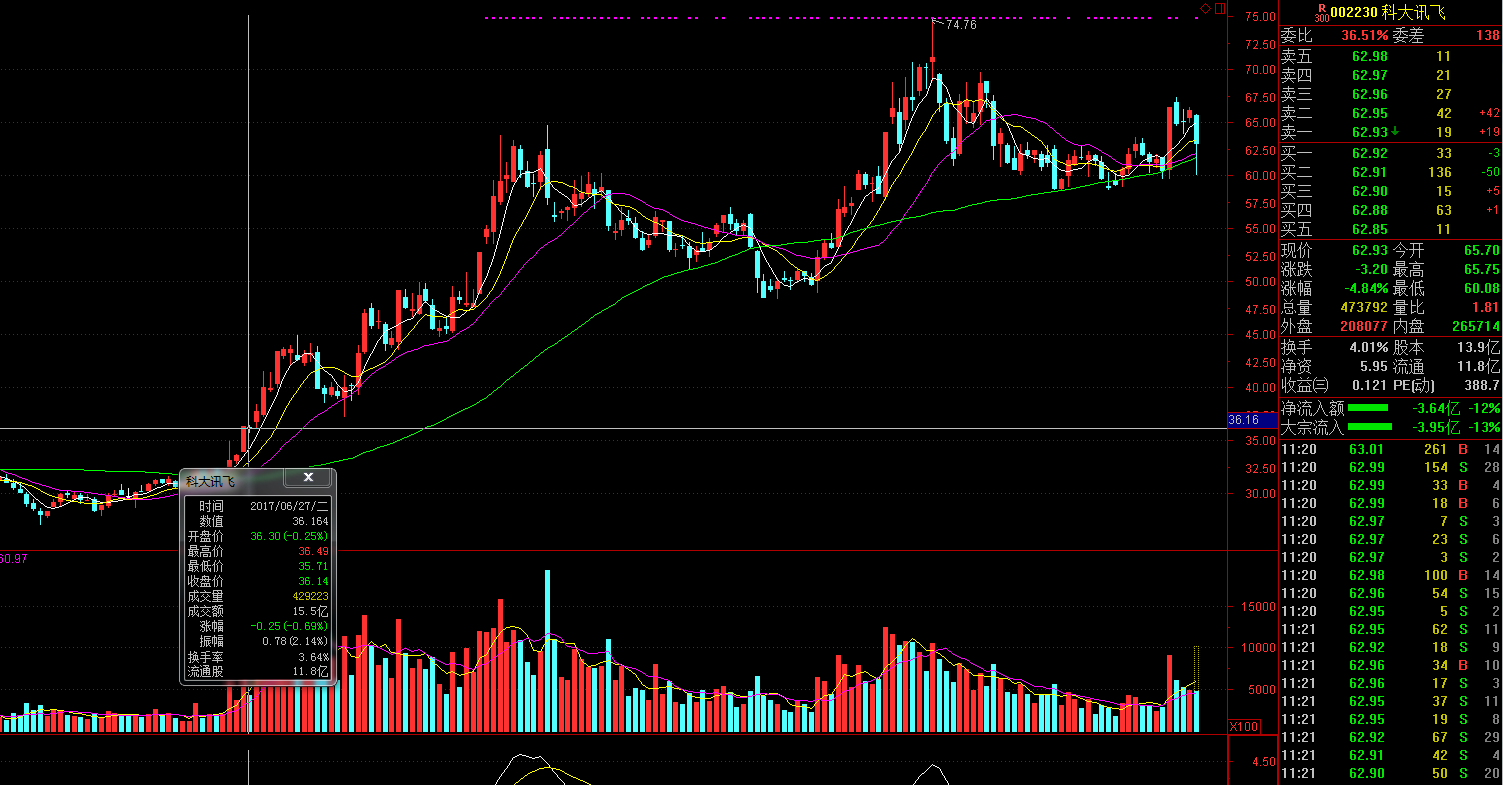 74.76
75.00
72.50
70.00
67.50
65.00
62.50
60.00
57.50
55.00
52.50
50.00
47.50
45.00
42.50
40.00
36.16
35.00
32.50
30.00
科大讯飞 X
时间 2017/06/27/二
数值 36.164
开盘价 36.30(-0.25%)
最高价 36.49
最低价 35.71
收盘价 36.14
成交量 429223
成交额 15.5亿
涨幅 -0.25(-0.69%)
振幅 0.78(2.14%)
换手率 3.64%
流通股 11.8亿
60.97
15000
10000
5000
X100
4.50
R
300 002230 科大讯飞
委比 36.51% 委差 138
卖五 62.98 11
卖四 62.97 21
卖三 62.96 27
卖二 62.95 42 +42
卖一 62.93 19 +19
买一 62.92 33 -3
买二 62.91 136 -60
买三 62.90 15 +5
买四 62.88 63 +1
买五 62.85 11
现价 62.93 今开 65.70
涨跌 -3.20 最高 65.75
涨幅 -4.84% 最低 60.08
总量 473792 量比 1.81
外盘 208077 内盘 265714
换手 4.01% 股本 13.9亿
净资 5.95 流通 11.8亿
收益㈢ 0.121 PE(动) 388.7
净流入额 -3.64亿 -12%
大宗流入 -3.95亿 -13%
11:20 63.01 261 B 14
11:20 62.99 154 S 28
11:20 62.99 33 B 4
11:20 62.99 18 B 6
11:20 62.97 7 S 3
11:20 62.97 23 S 6
11:20 62.97 3 S 2
11:20 62.98 100 B 14
11:20 62.96 54 S 15
11:20 62.95 5 S 2
11:21 62.95 62 S 11
11:21 62.92 18 S 9
11:21 62.96 34 B 10
11:21 62.96 17 S 3
11:21 62.95 37 S 11
11:21 62.95 19 S 8
11:21 62.92 67 S 29
11:21 62.91 42 S 4
11:21 62.90 50 S 20